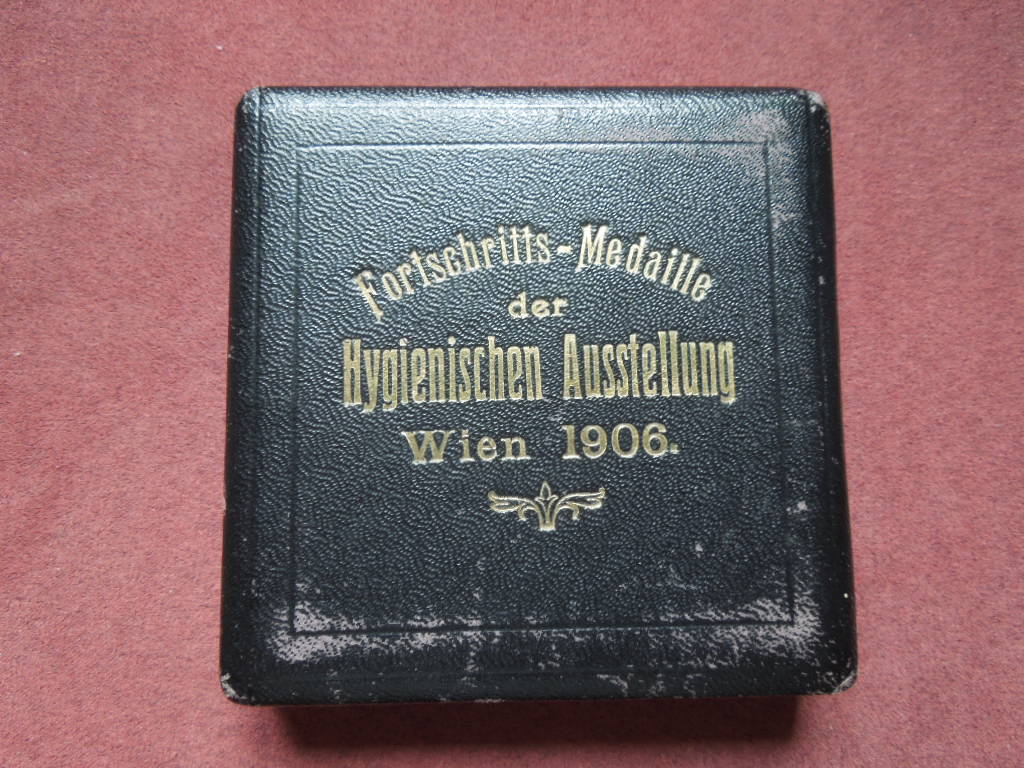 Fortschritts-Medaille
der
Hygienischen Ausstellung
Wien 1906.